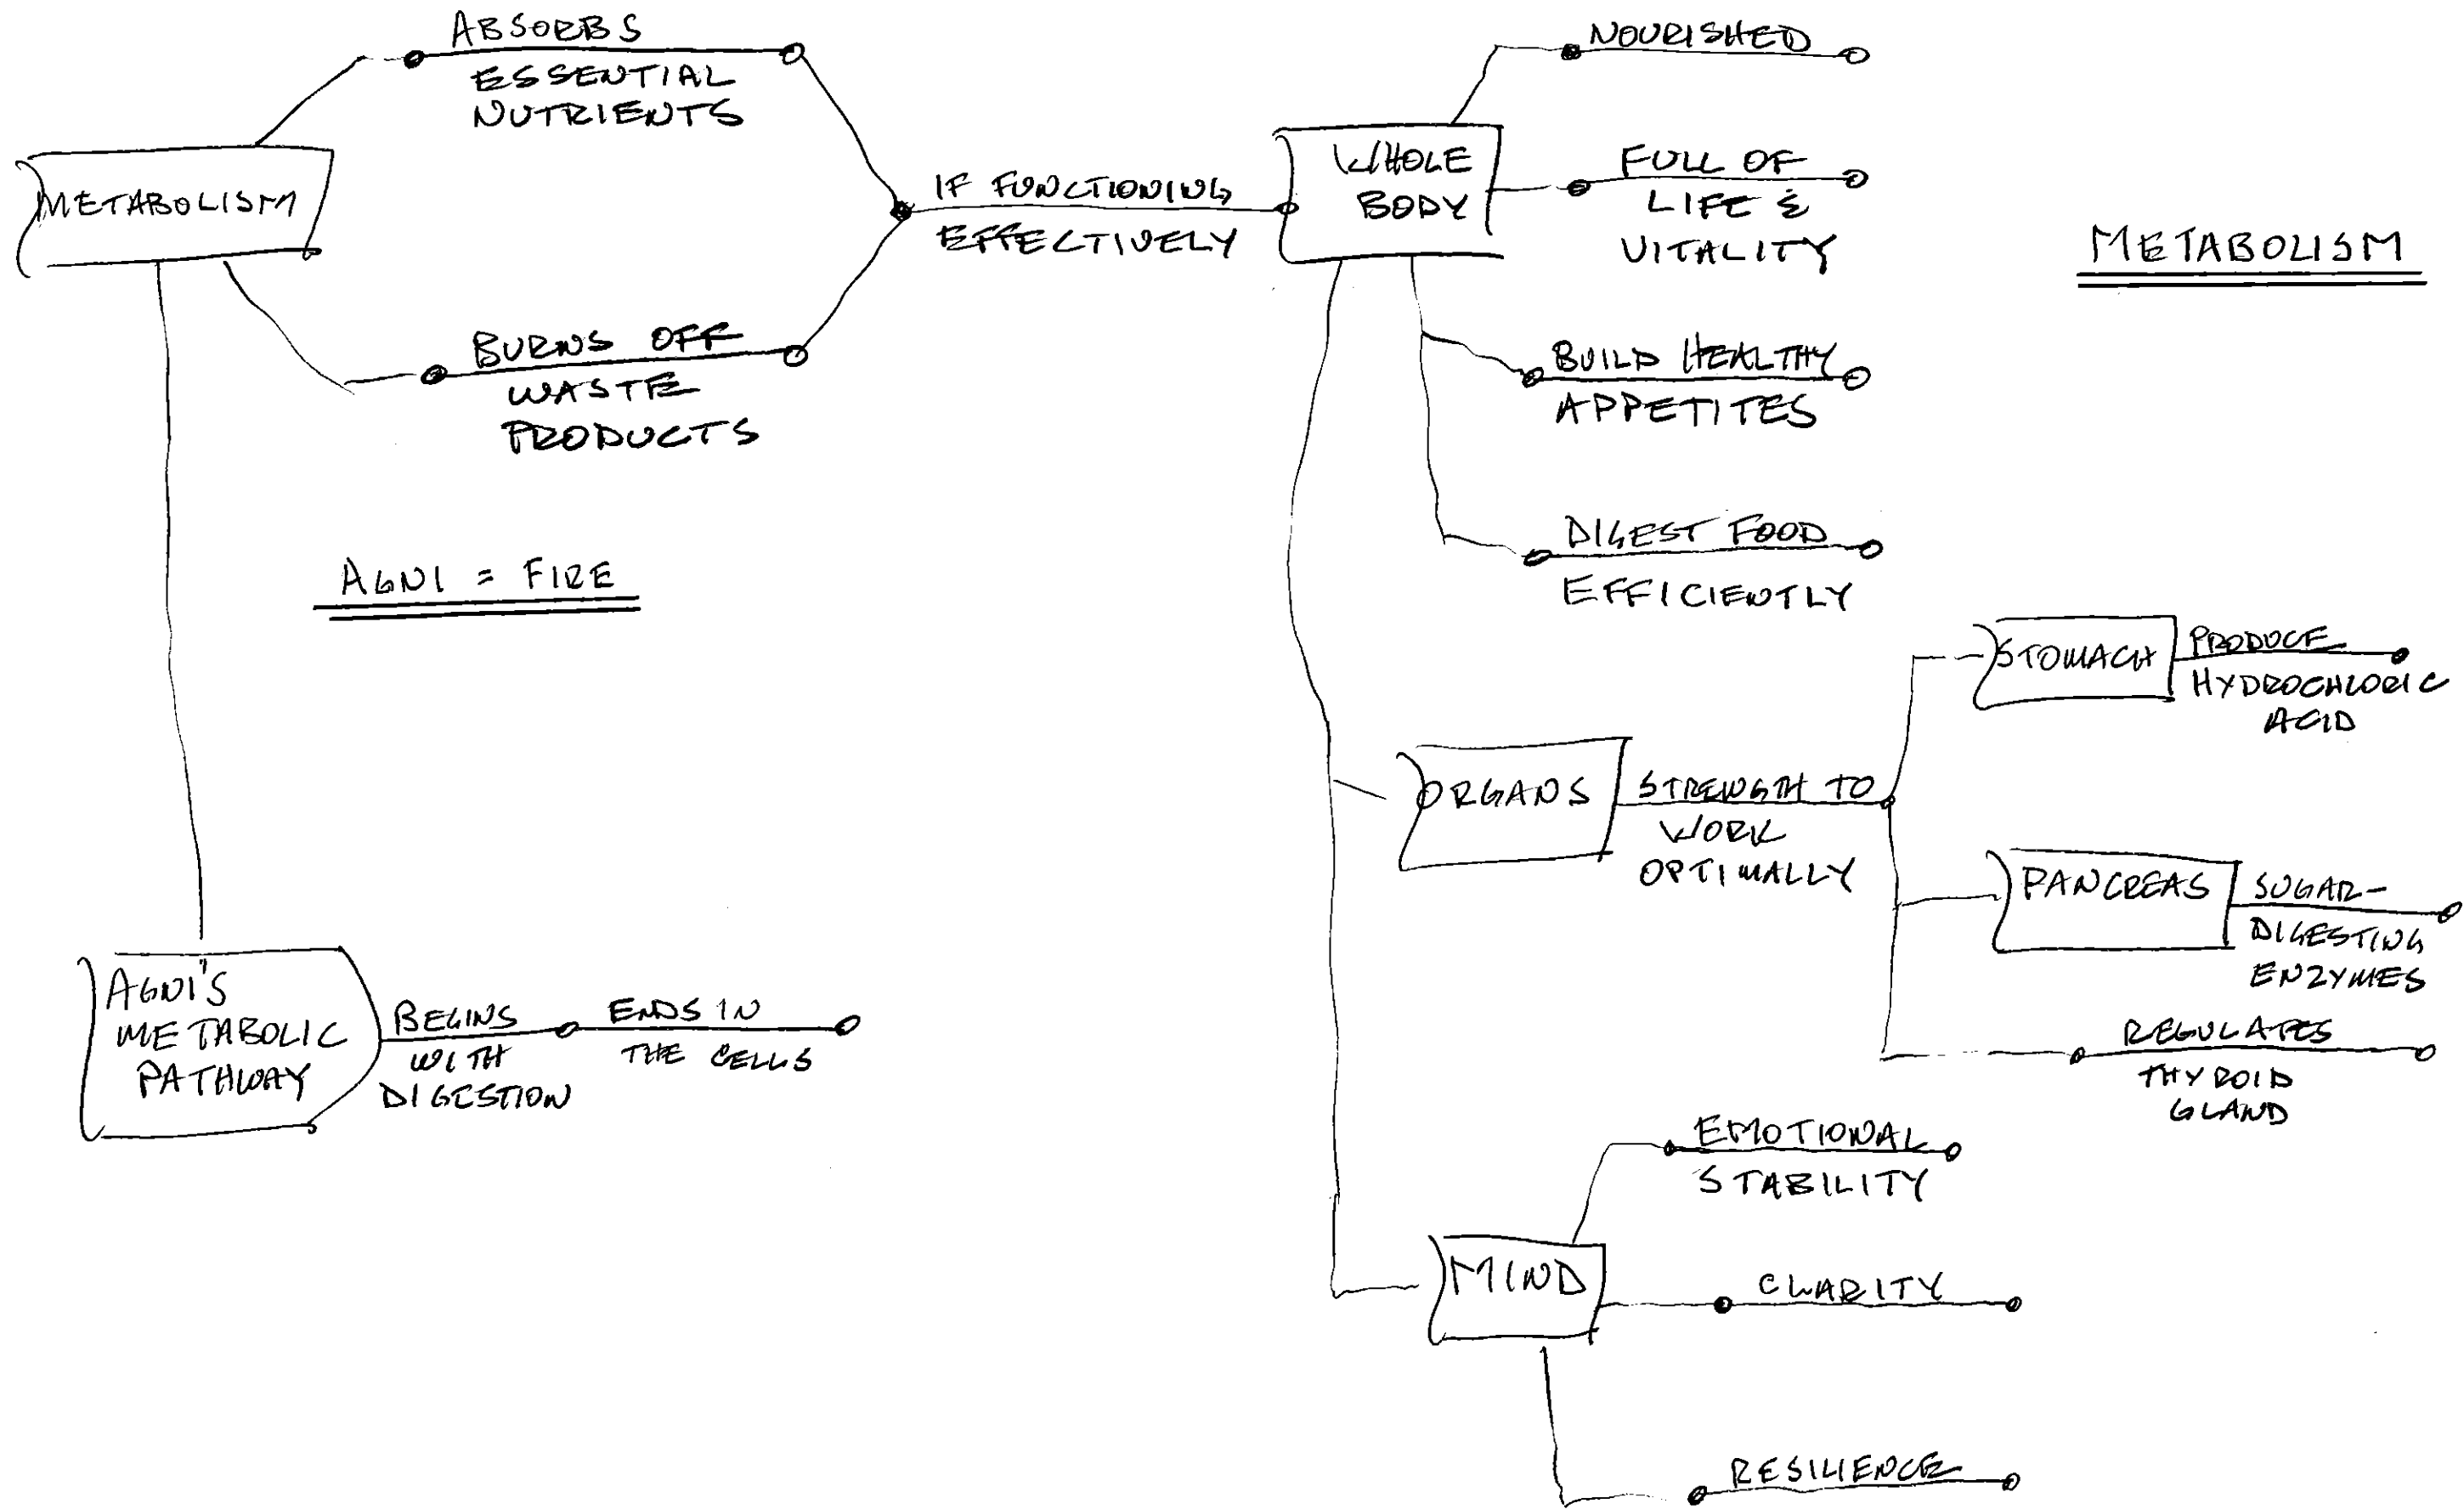 ABSORBS
ESSENTIAL
NUTRIENTS
METABOLISM
BURNS OFF
WASTE
PRODUCTS
IF FUNCTIONING
EFFECTIVELY
WHOLE
BODY
NOURISHED
FULL OF
LIFE &
VITALITY
METABOLISM
BUILD HEALTHY
APPETITES
DIGEST FOOD
EFFICIENTLY
AGNI = FIRE
STOMACH
PRODUCE
HYDROCHLORIC
ACID
ORGANS
STRENGTH TO
WORK
OPTIMALLY
PANCREAS
SUGAR-
DIGESTING
ENZYMES
REGULATES
THYROID
GLAND
AGNI'S
METABOLIC
PATHWAY
BEGINS
WITH
DIGESTION
ENDS IN
THE CELLS
EMOTIONAL
STABILITY
MIND
CLARITY
RESILIENCE